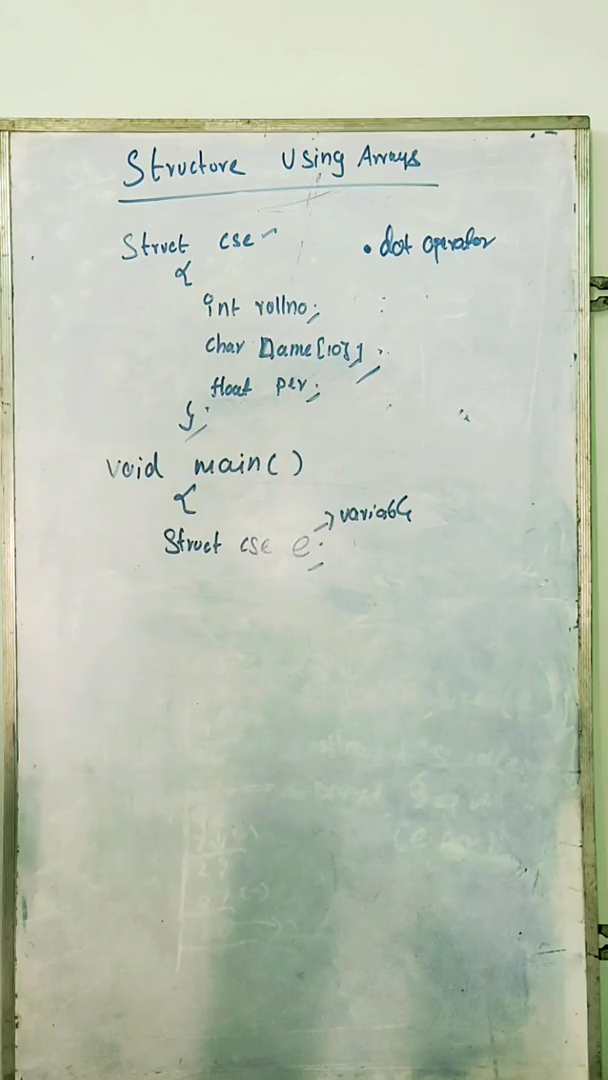 Structure Using Arrays
Struct cse
• dot operator
{
int rollno;
char Name[10];
float per;
};
void main()
{
Struct cse e;
→ variable